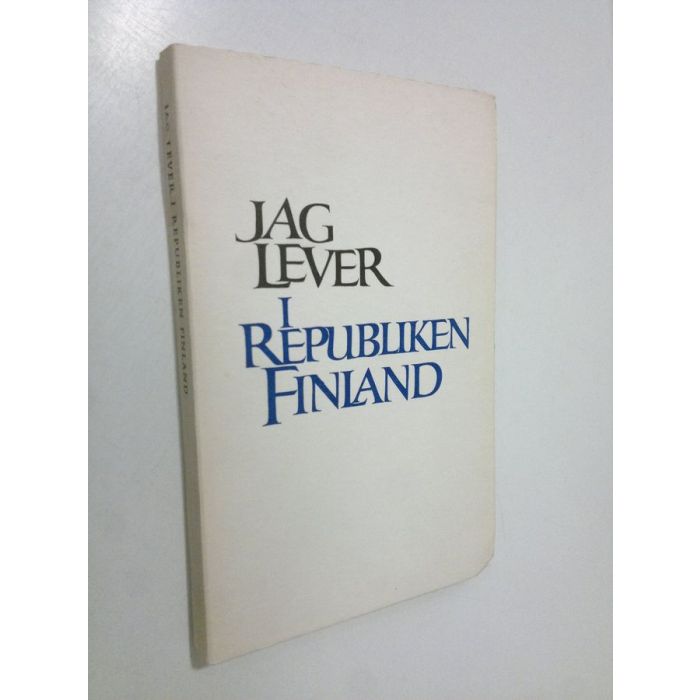 JAG
LEVER
I
REPUBLIKEN
FINLAND
JAG LEVER I REPUBLIKEN FINLAND